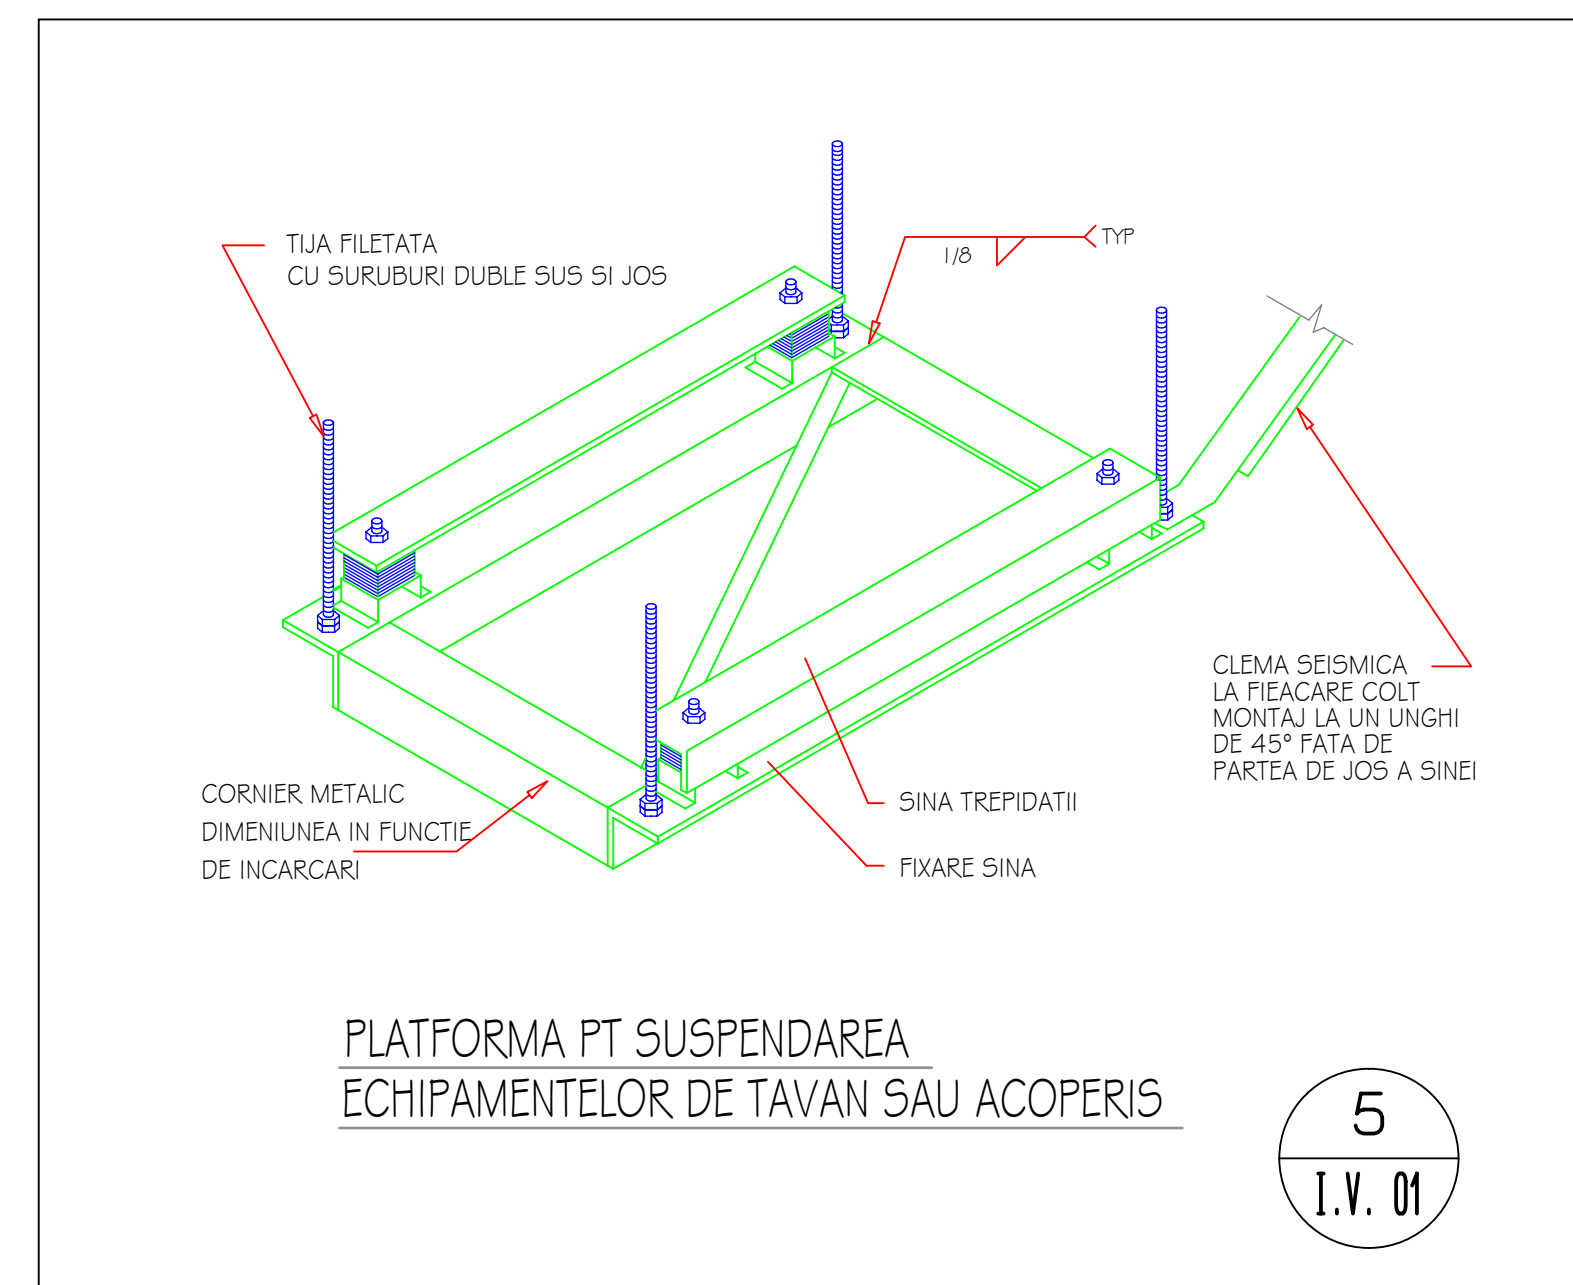 TIJA FILETATA
CU SURUBURI DUBLE SUS SI JOS
1/8
TYP
CLEMA SEISMICA
LA FIEACARE COLT
MONTAJ LA UN UNGHI
DE 45° FATA DE
PARTEA DE JOS A SINEI
CORNIER METALIC
DIMENIUNEA IN FUNCTIE
DE INCARCARI
SINA TREPIDATII
FIXARE SINA
PLATFORMA PT SUSPENDAREA
ECHIPAMENTELOR DE TAVAN SAU ACOPERIS
5
I.V. 01